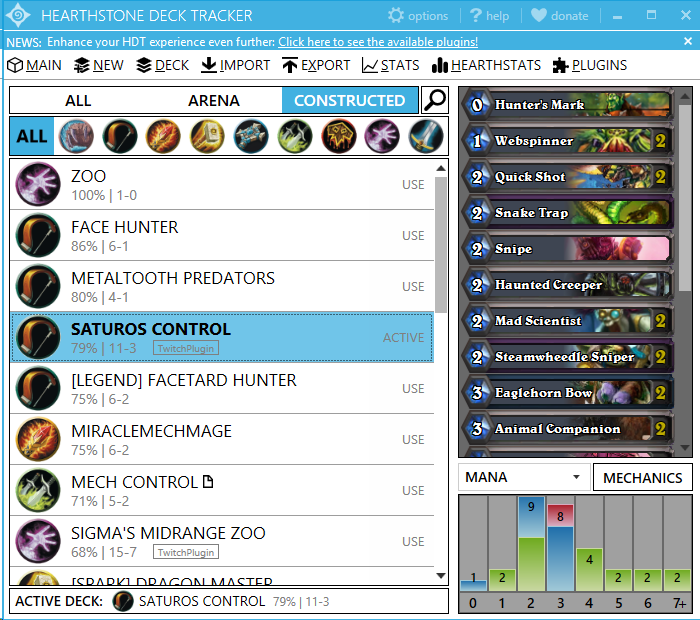 HEARTHSTONE DECK TRACKER
options
? help
donate
NEWS: Enhance your HDT experience even further: Click here to see the available plugins!
MAIN
NEW
DECK
IMPORT
EXPORT
STATS
HEARTHSTATS
PLUGINS
ALL
ARENA
CONSTRUCTED
ALL
ZOO
100% | 1-0
USE
FACE HUNTER
86% | 6-1
USE
METALTOOTH PREDATORS
80% | 4-1
USE
SATUROS CONTROL
79% | 11-3 TwitchPlugin
ACTIVE
[LEGEND] FACETARD HUNTER
75% | 6-2
USE
MIRACLEMECHMAGE
75% | 6-2
USE
MECH CONTROL
71% | 5-2
USE
SIGMA'S MIDRANGE ZOO
68% | 15-7 TwitchPlugin
USE
[SPARK] DRAGON MASTER
ACTIVE DECK: SATUROS CONTROL 79% | 11-3
0 Hunter's Mark
1 Webspinner 2
2 Quick Shot 2
2 Snake Trap
2 Snipe
2 Haunted Creeper 2
2 Mad Scientist 2
2 Steamwheedle Sniper 2
3 Eaglehorn Bow 2
3 Animal Companion 2
MANA
MECHANICS
1 2 9 8 4 2 2 2
0 1 2 3 4 5 6 7+